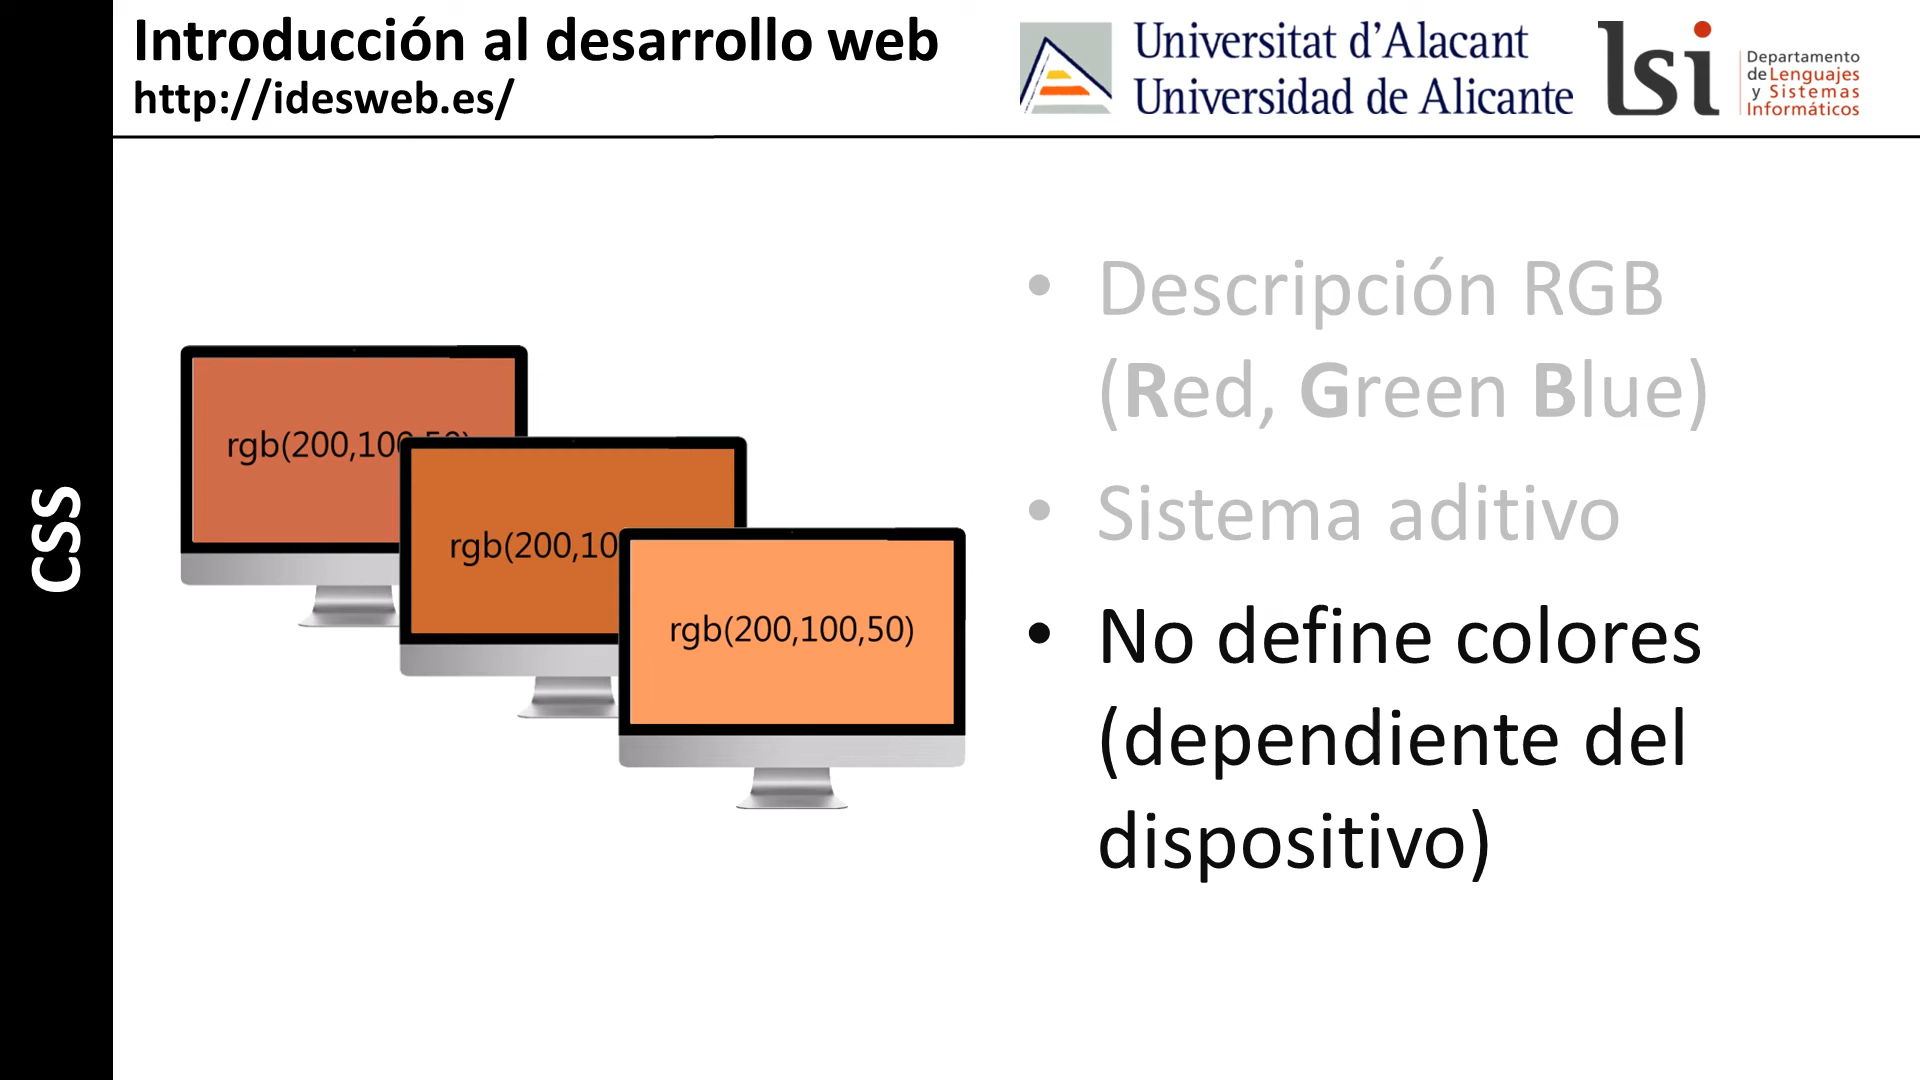 Introducción al desarrollo web
http://idesweb.es/
Universitat d'Alacant
Universidad de Alicante
lsi
Departamento
de Lenguajes
y Sistemas
Informáticos
CSS
rgb(200,100,50)
rgb(200,10
rgb(200,100,50)
• Descripción RGB
(Red, Green Blue)
• Sistema aditivo
• No define colores
(dependiente del
dispositivo)